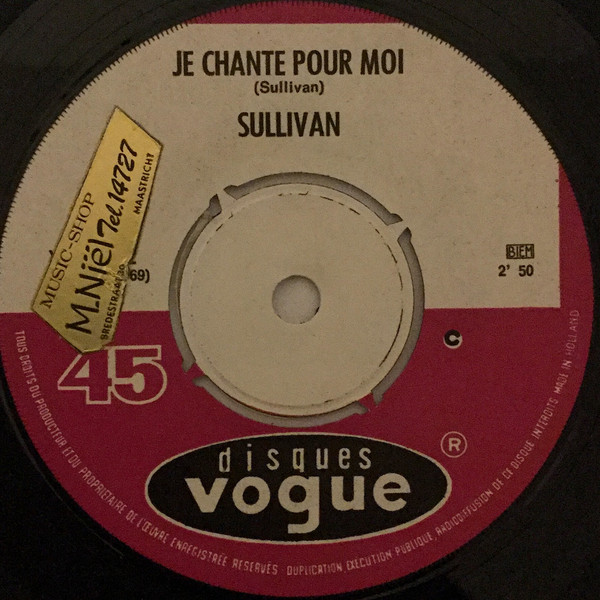 JE CHANTE POUR MOI
(Sullivan)
SULLIVAN
MUSIC-SHOP
M. Niël Tel. 14727
MAASTRICHT
69)
BIEM
2' 50
45
C
disques
vogue
R
TOUS DROITS DU PRODUCTEUR ET DU PROPRIETAIRE DE L'ŒUVRE ENREGISTRÉE RESERVÉS · DUPLICATION, EXECUTION PUBLIQUE, RADIODIFFUSION DE CE DISQUE INTERDITS MADE IN HOLLAND